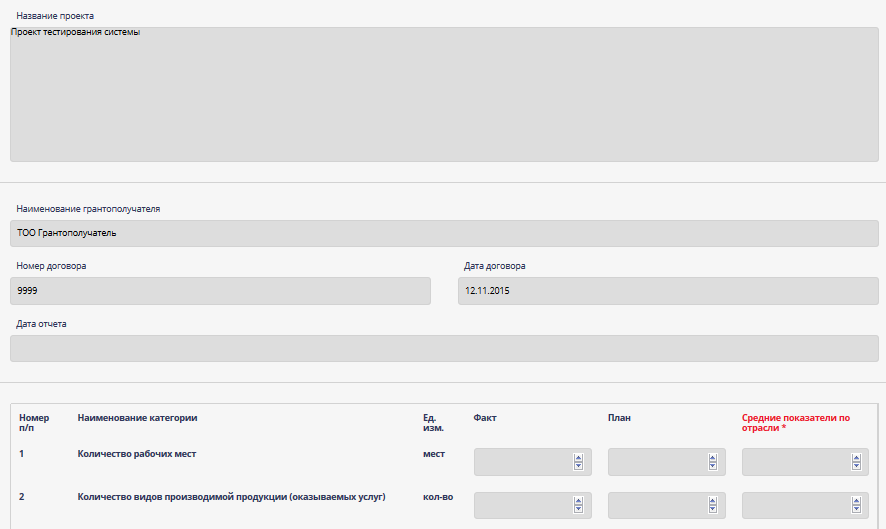 Название проекта
Проект тестирования системы
Наименование грантополучателя
ТОО Грантополучатель
Номер договора Дата договора
9999 12.11.2015
Дата отчета
Номер п/п Наименование категории Ед. изм. Факт План Средние показатели по отрасли *
1 Количество рабочих мест мест
2 Количество видов производимой продукции (оказываемых услуг) кол-во